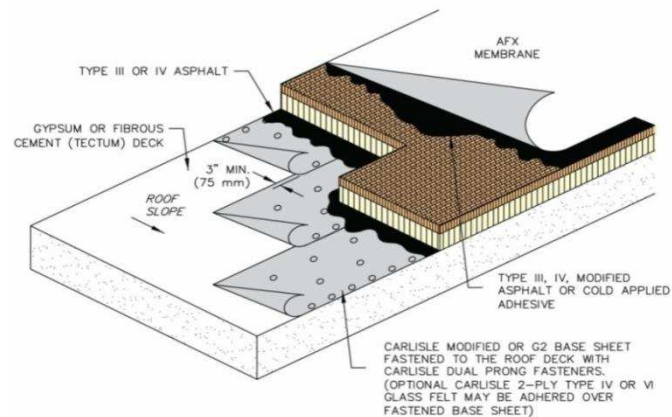 AFX
MEMBRANE
TYPE III OR IV ASPHALT
GYPSUM OR FIBROUS
CEMENT (TECTUM) DECK
3" MIN.
(75 mm)
ROOF
SLOPE
TYPE III, IV, MODIFIED
ASPHALT OR COLD APPLIED
ADHESIVE
CARLISLE MODIFIED OR G2 BASE SHEET
FASTENED TO THE ROOF DECK WITH
CARLISLE DUAL PRONG FASTENERS.
(OPTIONAL CARLISLE 2-PLY TYPE IV OR VI
GLASS FELT MAY BE ADHERED OVER
FASTENED BASE SHEET)